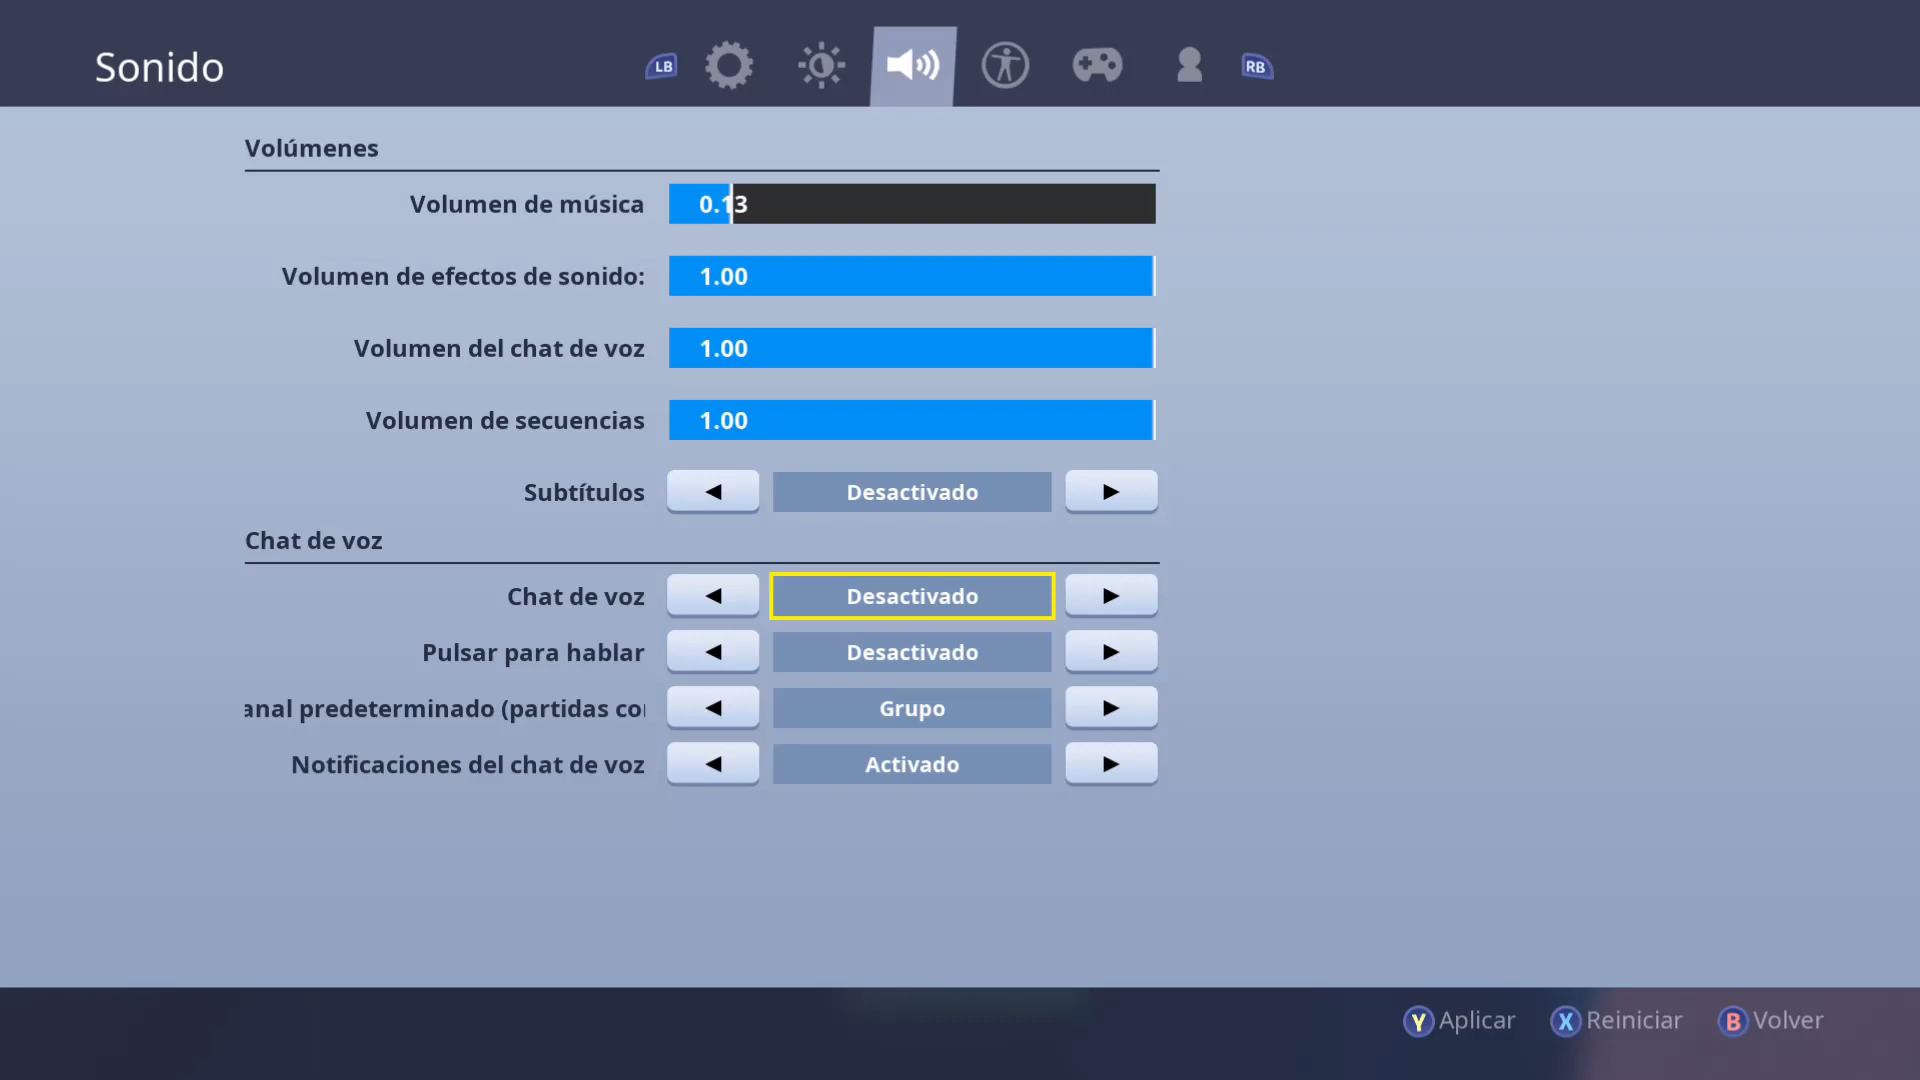 Sonido
LB
RB
Volúmenes
Volumen de música
0.13
Volumen de efectos de sonido:
1.00
Volumen del chat de voz
1.00
Volumen de secuencias
1.00
Subtítulos
Desactivado
Chat de voz
Chat de voz
Desactivado
Pulsar para hablar
Desactivado
anal predeterminado (partidas co
Grupo
Notificaciones del chat de voz
Activado
Y Aplicar
X Reiniciar
B Volver